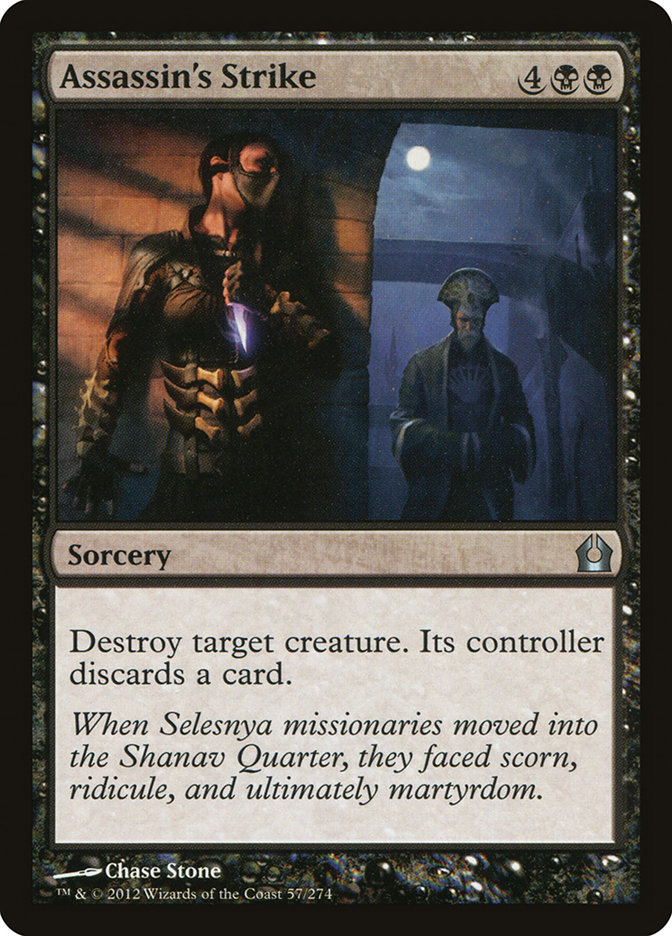 Assassin's Strike 4
Sorcery
Destroy target creature. Its controller
discards a card.
When Selesnya missionaries moved into
the Shanav Quarter, they faced scorn,
ridicule, and ultimately martyrdom.
Chase Stone
™ & © 2012 Wizards of the Coast 57/274